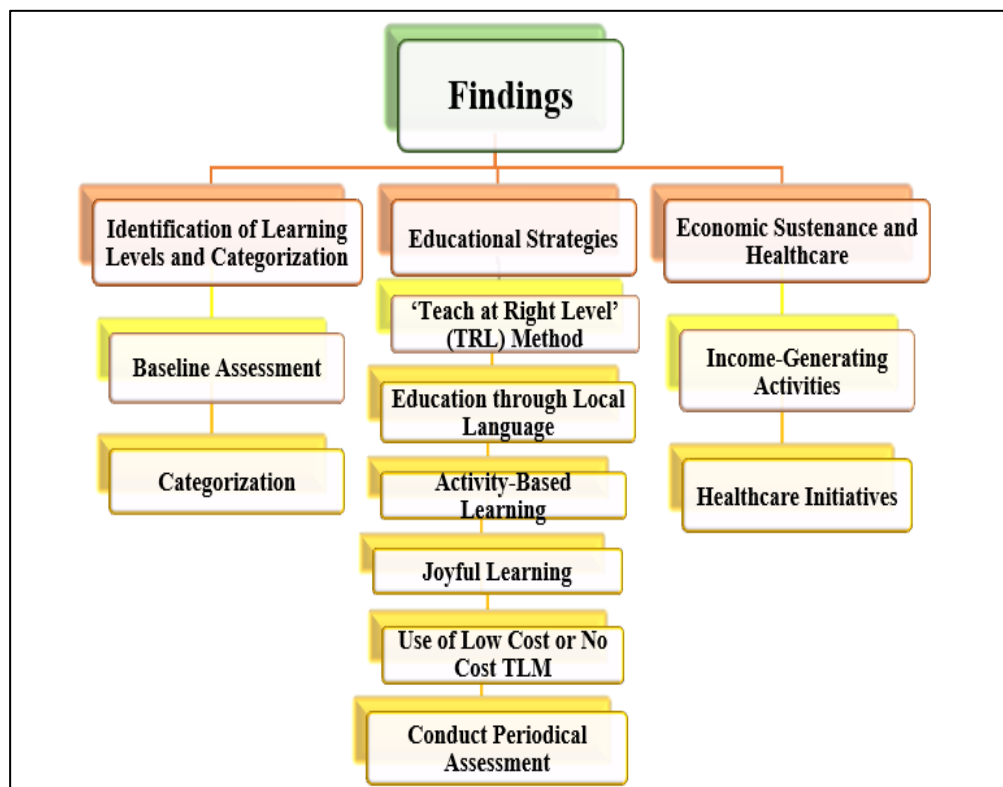 Findings
Identification of Learning
Levels and Categorization
Baseline Assessment
Categorization
Educational Strategies
‘Teach at Right Level’
(TRL) Method
Education through Local
Language
Activity-Based
Learning
Joyful Learning
Use of Low Cost or No
Cost TLM
Conduct Periodical
Assessment
Economic Sustenance and
Healthcare
Income-Generating
Activities
Healthcare Initiatives